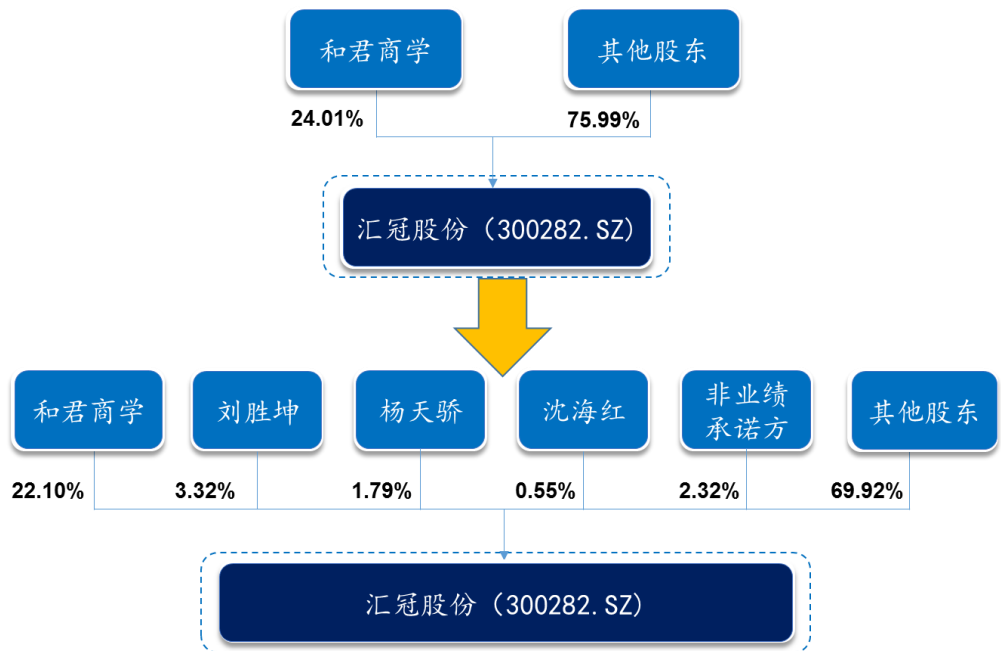 和君商学
其他股东
24.01%
75.99%
汇冠股份（300282.SZ）
和君商学
刘胜坤
杨天骄
沈海红
非业绩
承诺方
其他股东
22.10%
3.32%
1.79%
0.55%
2.32%
69.92%
汇冠股份（300282.SZ）